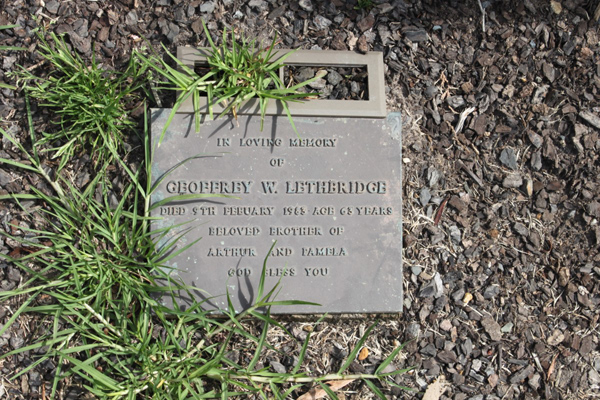 IN LOVING MEMORY
OF
GEOFFREY W. LETHBRIDGE
DIED 9TH FEBUARY 1983 AGE 63 YEARS
BELOVED BROTHER OF
ARTHUR AND PAMELA
GOD BLESS YOU